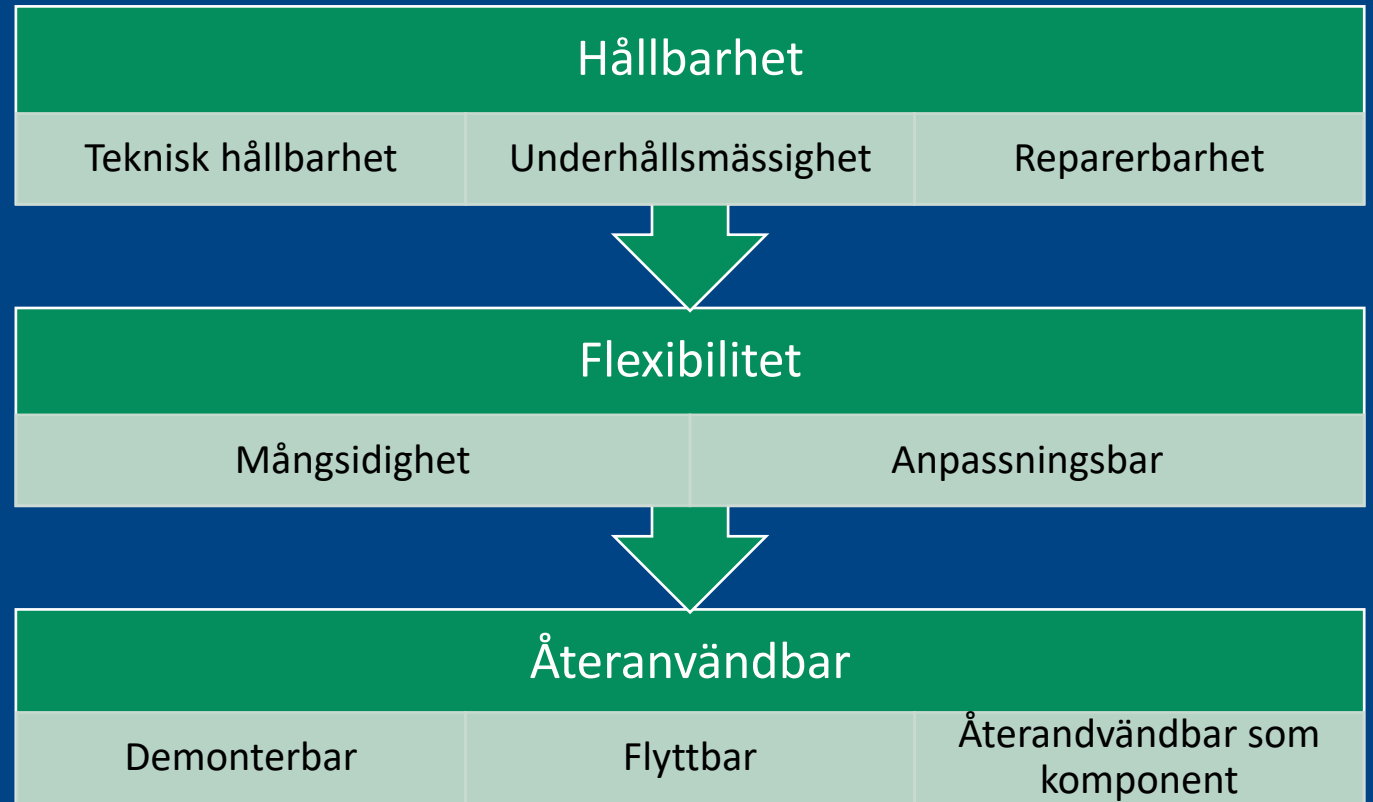 Hållbarhet
Teknisk hållbarhet
Underhållsmässighet
Reparerbarhet
Flexibilitet
Mångsidighet
Anpassningsbar
Återanvändbar
Demonterbar
Flyttbar
Återandvändbar som
komponent